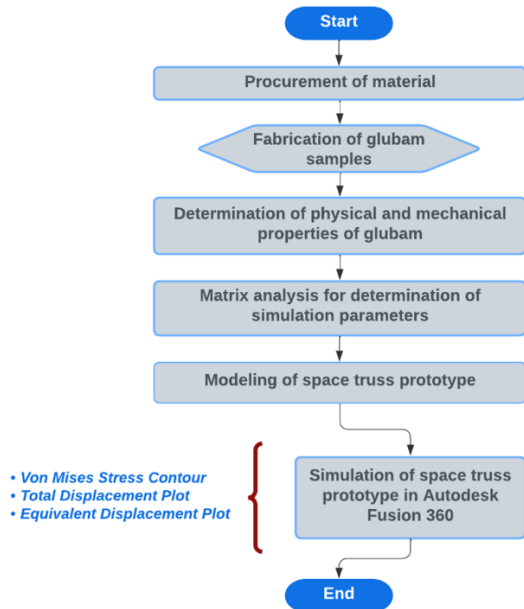 Start
Procurement of material
Fabrication of glubam
samples
Determination of physical and mechanical
properties of glubam
Matrix analysis for determination of
simulation parameters
Modeling of space truss prototype
• Von Mises Stress Contour
• Total Displacement Plot
• Equivalent Displacement Plot
Simulation of space truss
prototype in Autodesk
Fusion 360
End